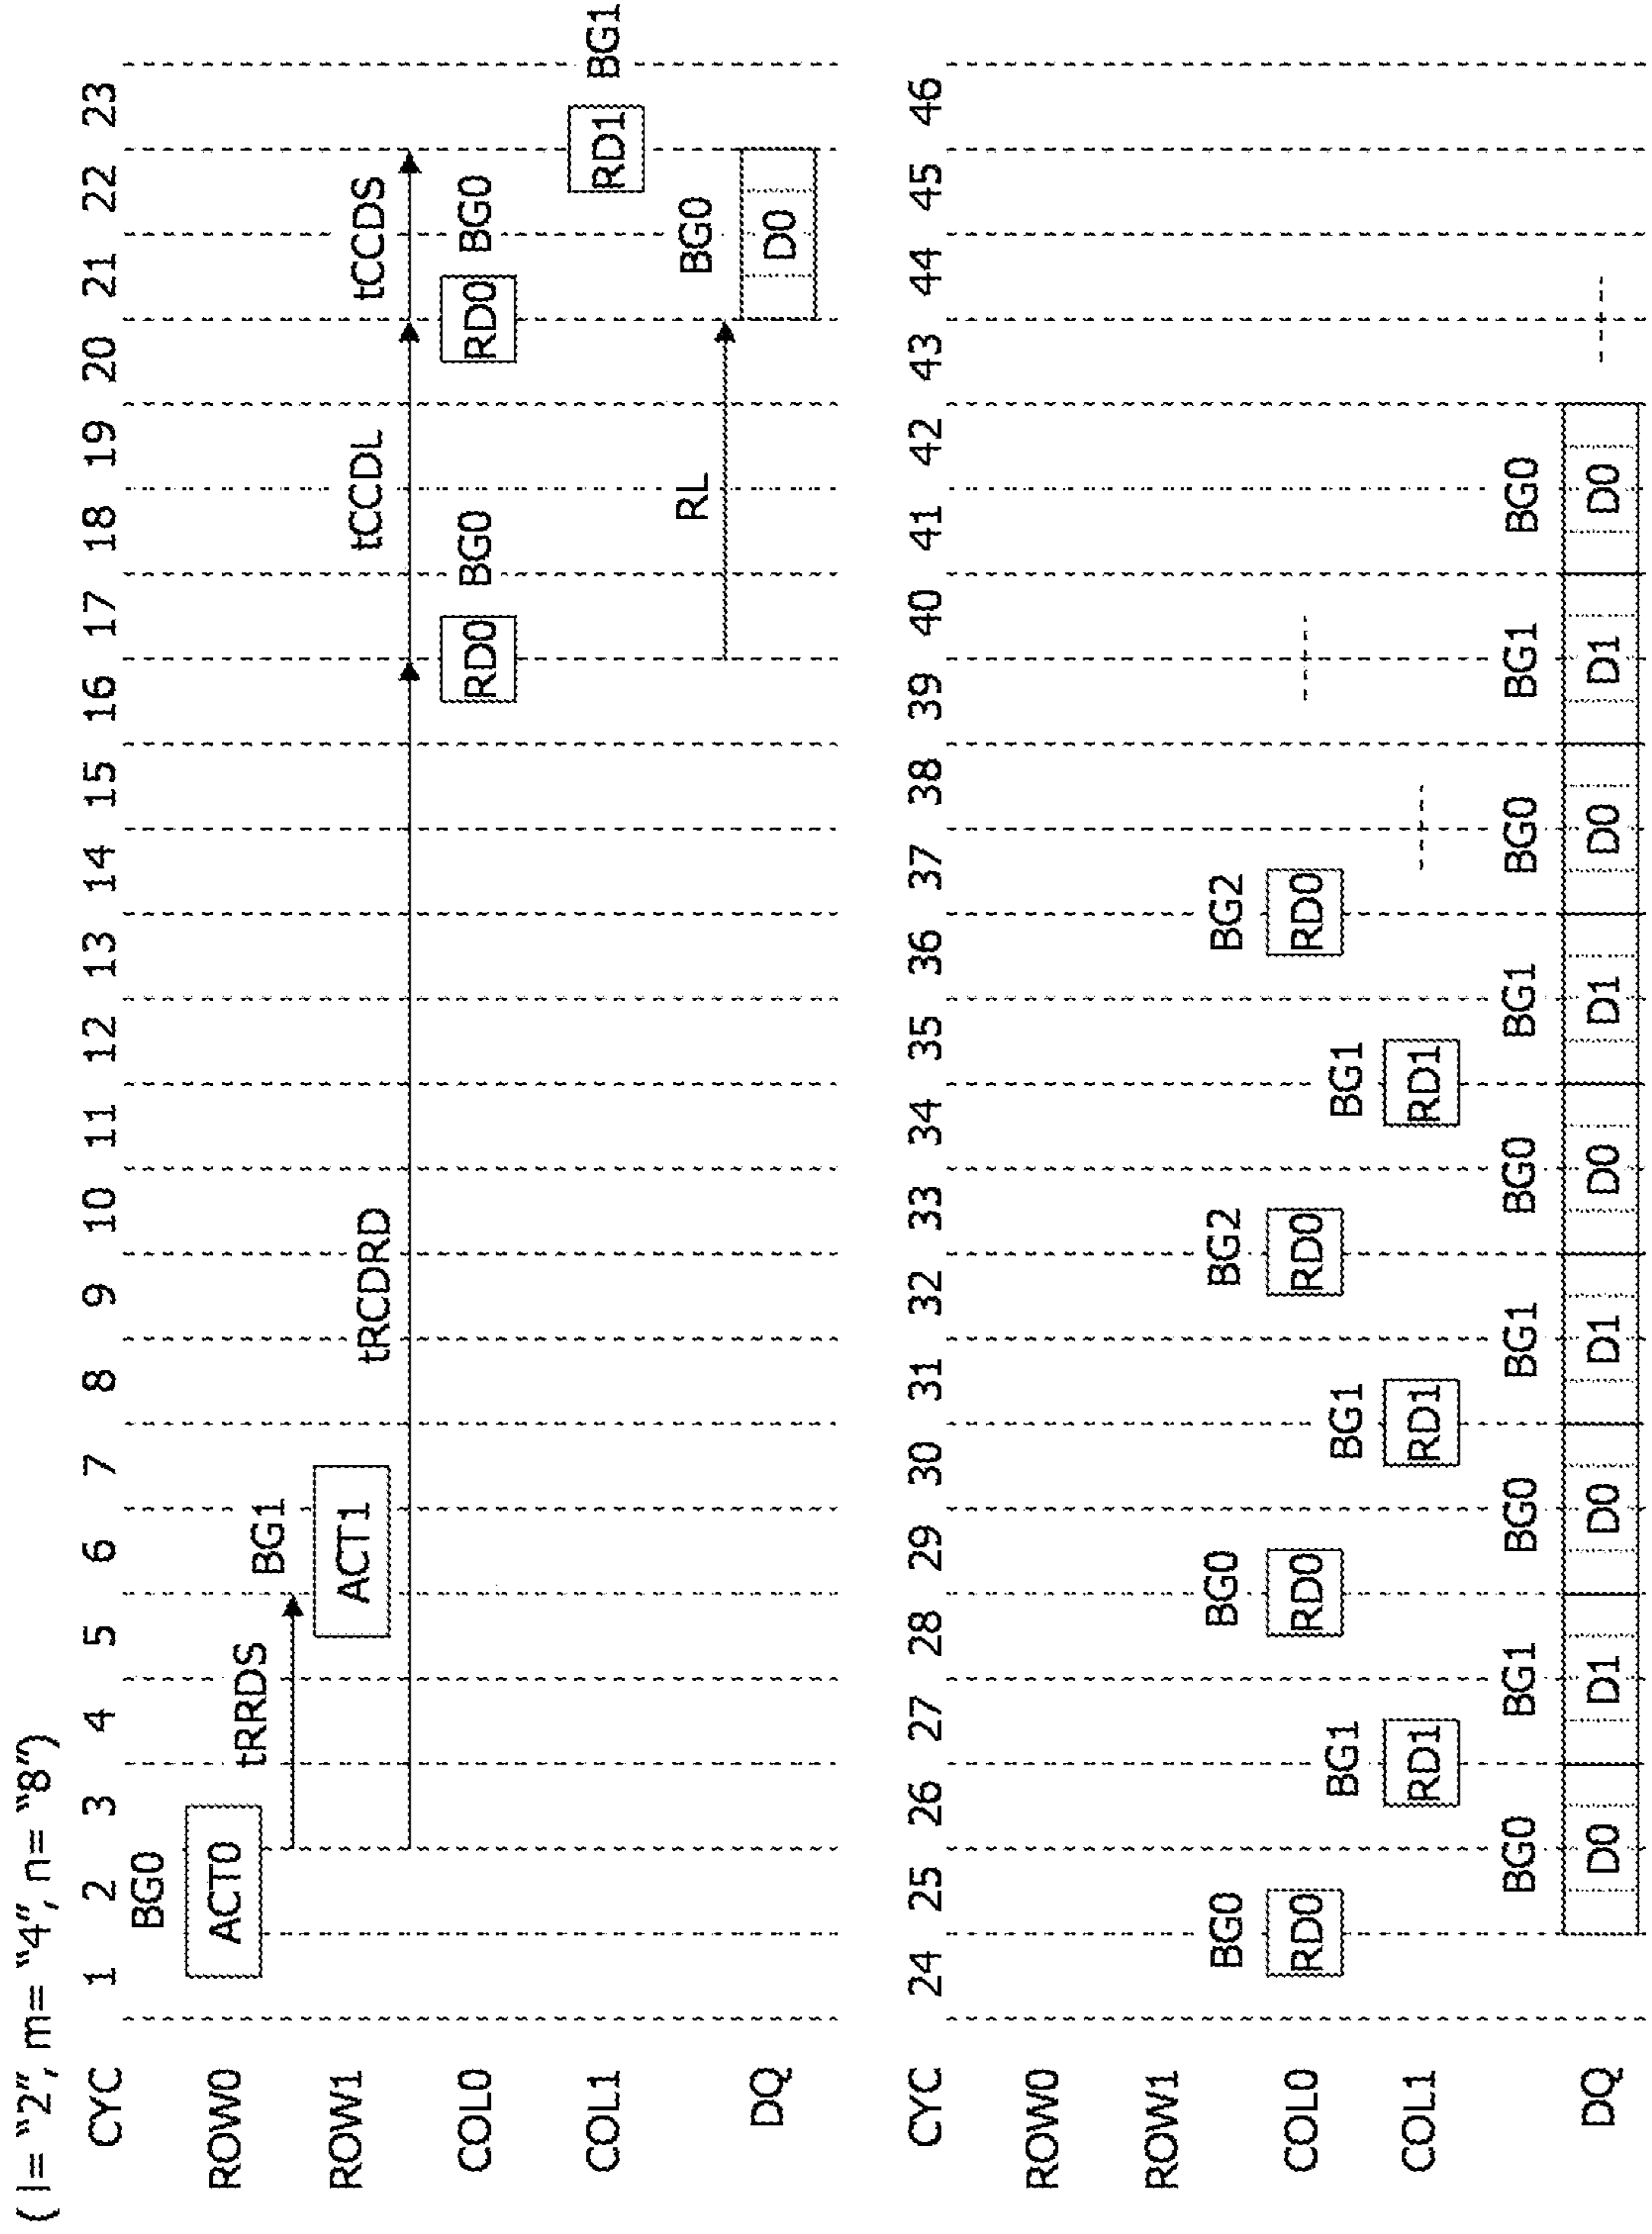 ( l= “2”, m= “4”, n= “8”)
CYC 1 2 3 4 5 6 7 8 9 10 11 12 13 14 15 16 17 18 19 20 21 22 23
BG0
ROW0 ACT0
tRRDS BG1
ROW1 ACT1
tRCDRD tCCDL tCCDS
COL0 RD0 BG0 RD0 BG0
COL1 RD1 BG1
RL BG0
DQ D0
CYC 24 25 26 27 28 29 30 31 32 33 34 35 36 37 38 39 40 41 42 43 44 45 46
ROW0
ROW1
BG0 BG0 BG2 BG2
COL0 RD0 RD0 RD0 RD0
BG1 BG1 BG1
COL1 RD1 RD1 RD1
BG0 BG1 BG0 BG1 BG0 BG1 BG0 BG1 BG0
DQ D0 D1 D0 D1 D0 D1 D0 D1 D0